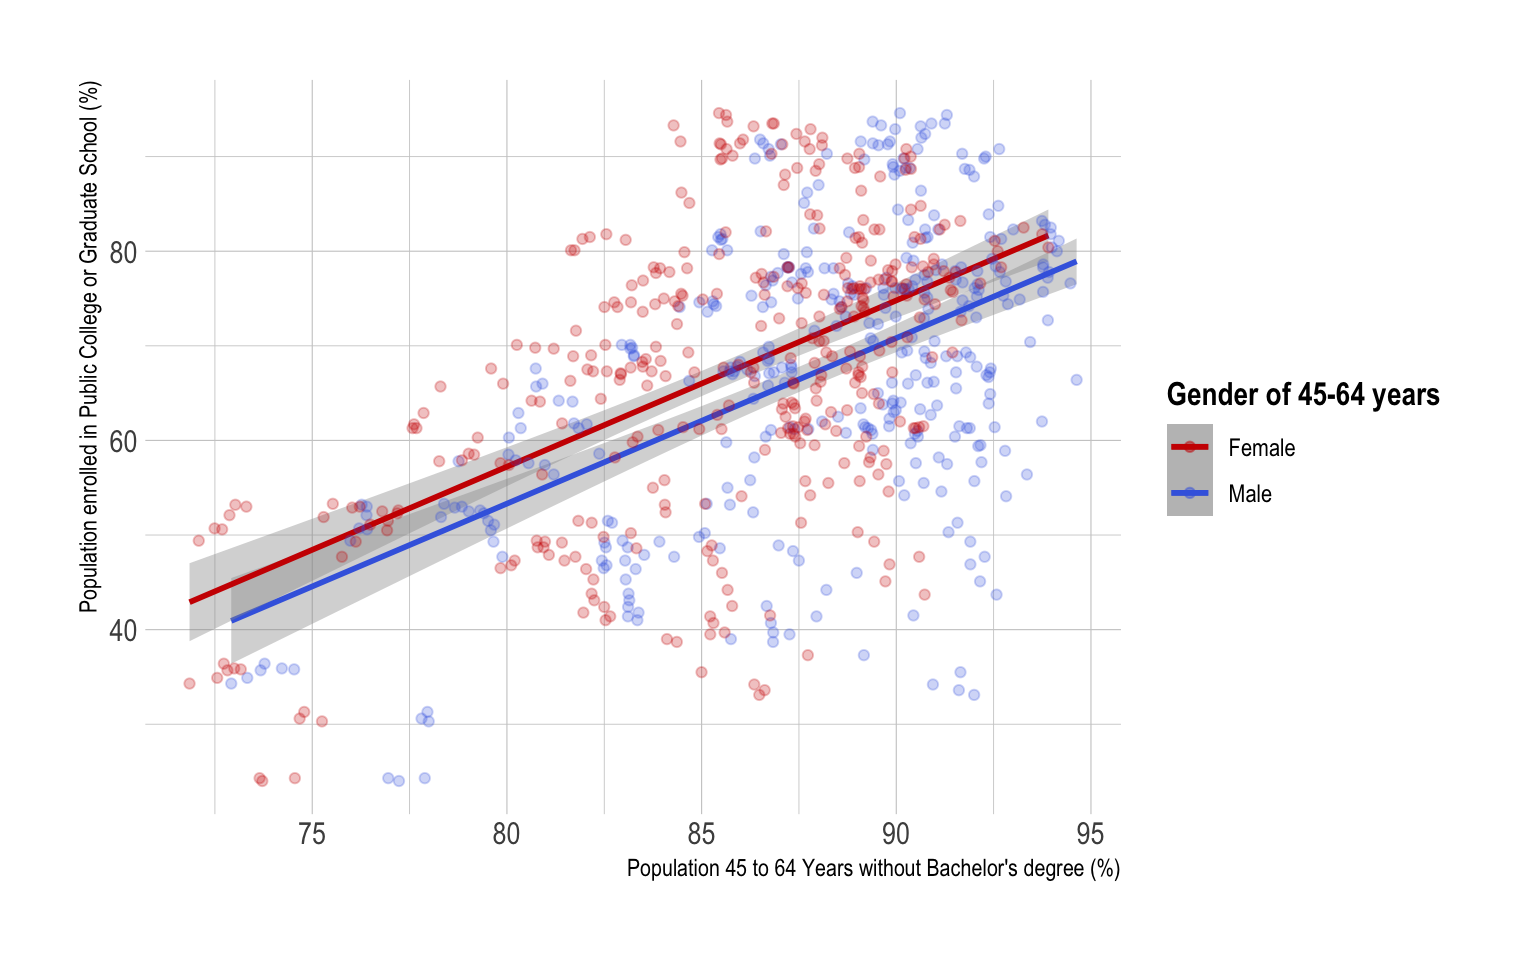 Population enrolled in Public College or Graduate School (%)
80
60
40
75
80
85
90
95
Population 45 to 64 Years without Bachelor's degree (%)
Gender of 45-64 years
Female
Male